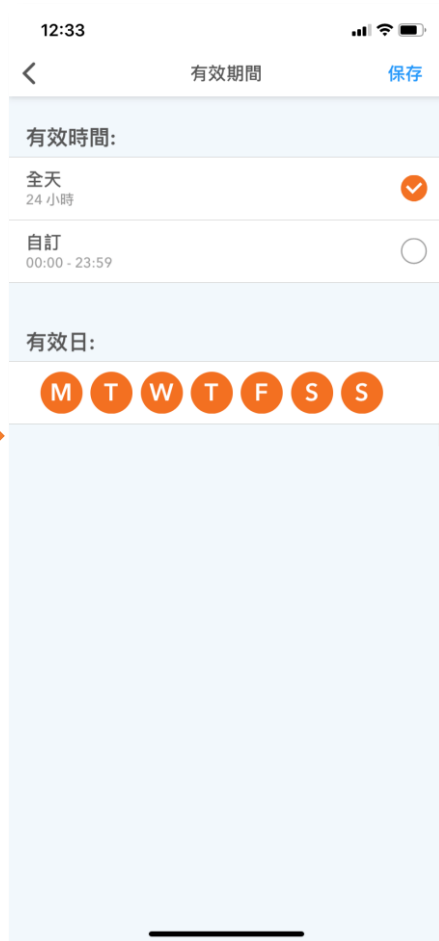 12:33
有效期間 保存
有效時間:
全天
24 小時
自訂
00:00 - 23:59
有效日:
M T W T F S S